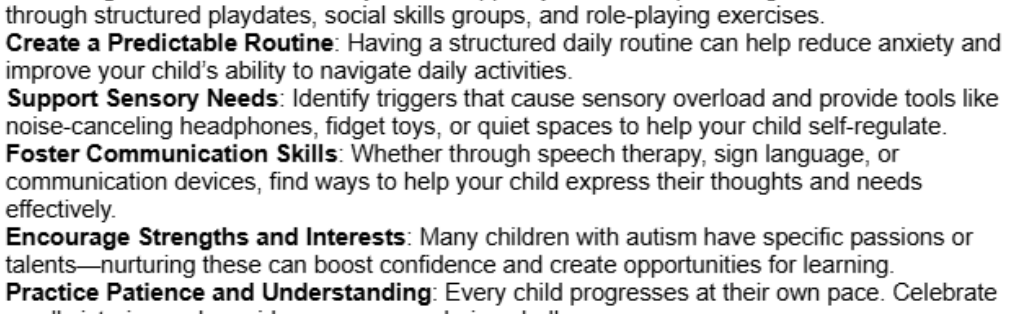 through structured playdates, social skills groups, and role-playing exercises.
Create a Predictable Routine: Having a structured daily routine can help reduce anxiety and
improve your child's ability to navigate daily activities.
Support Sensory Needs: Identify triggers that cause sensory overload and provide tools like
noise-canceling headphones, fidget toys, or quiet spaces to help your child self-regulate.
Foster Communication Skills: Whether through speech therapy, sign language, or
communication devices, find ways to help your child express their thoughts and needs
effectively.
Encourage Strengths and Interests: Many children with autism have specific passions or
talents—nurturing these can boost confidence and create opportunities for learning.
Practice Patience and Understanding: Every child progresses at their own pace. Celebrate